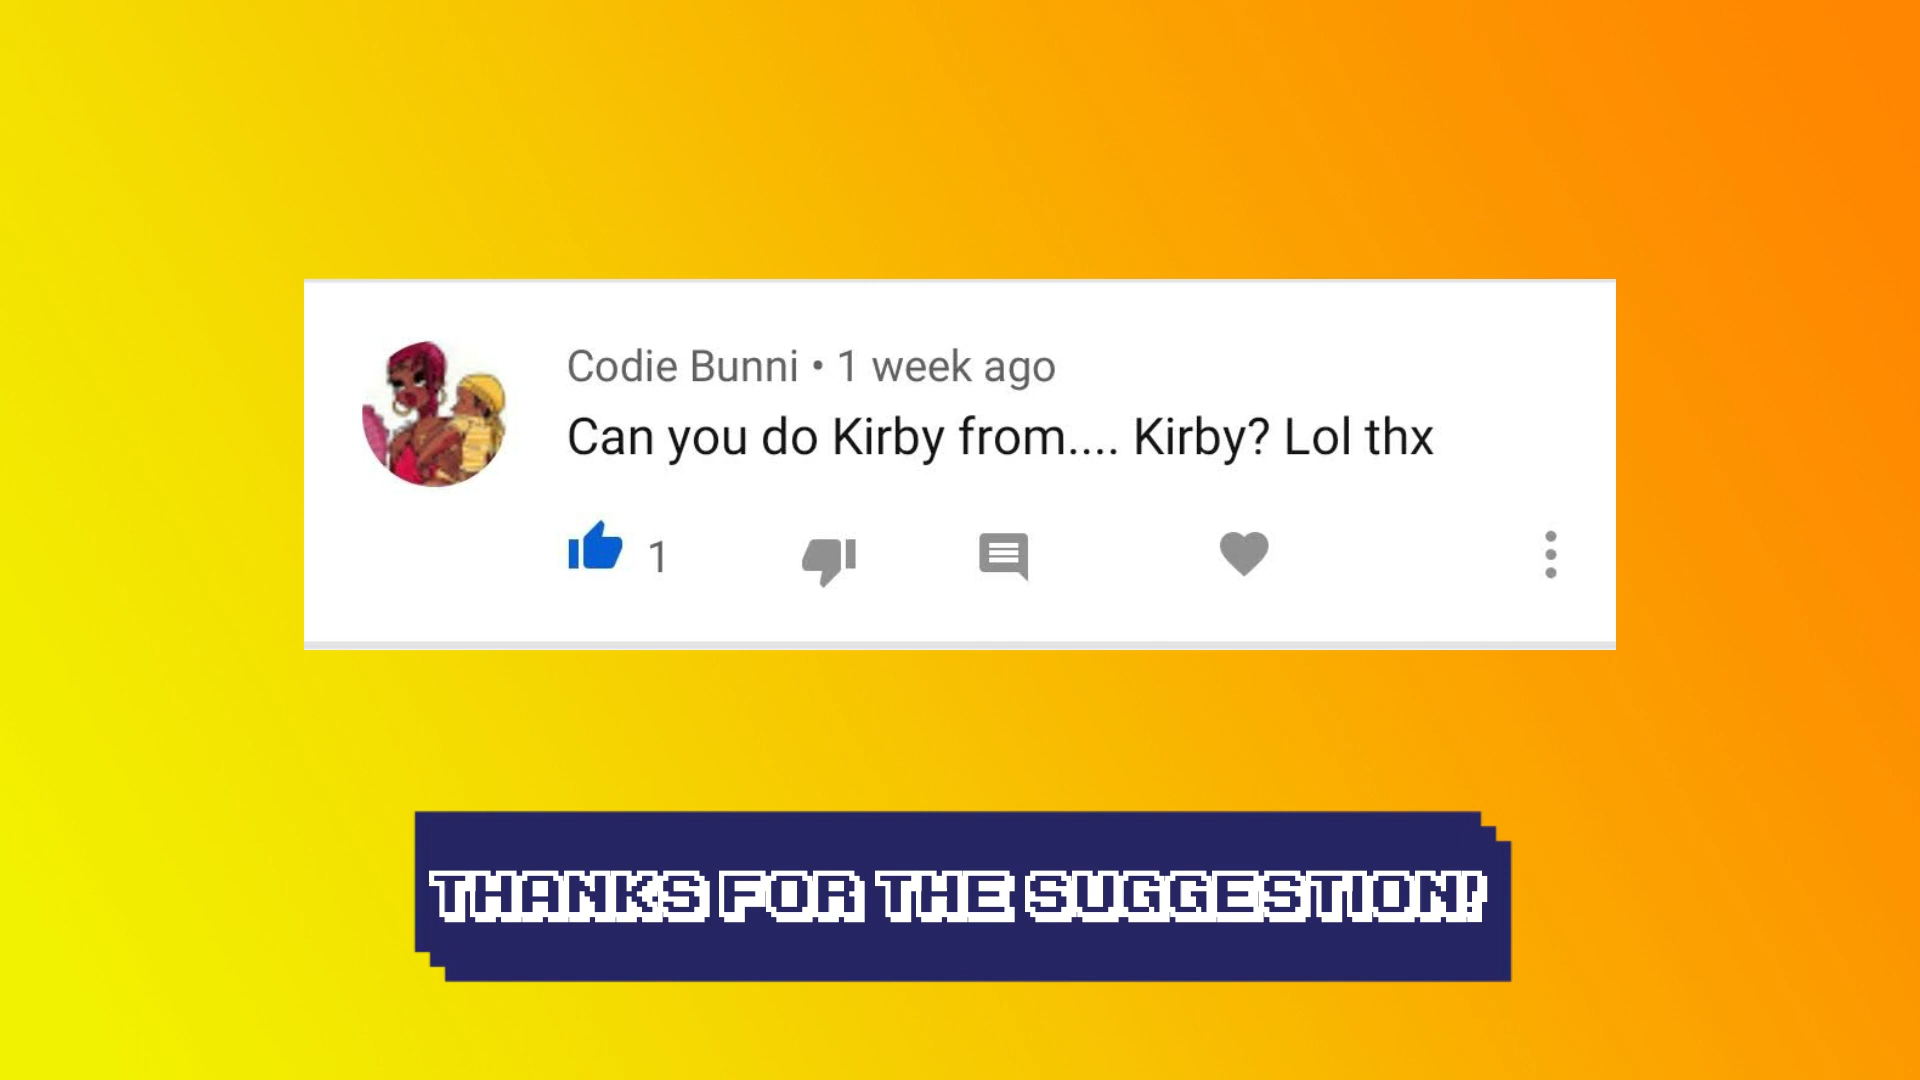 Codie Bunni • 1 week ago
Can you do Kirby from.... Kirby? Lol thx
1
THANKS FOR THE SUGGESTION!